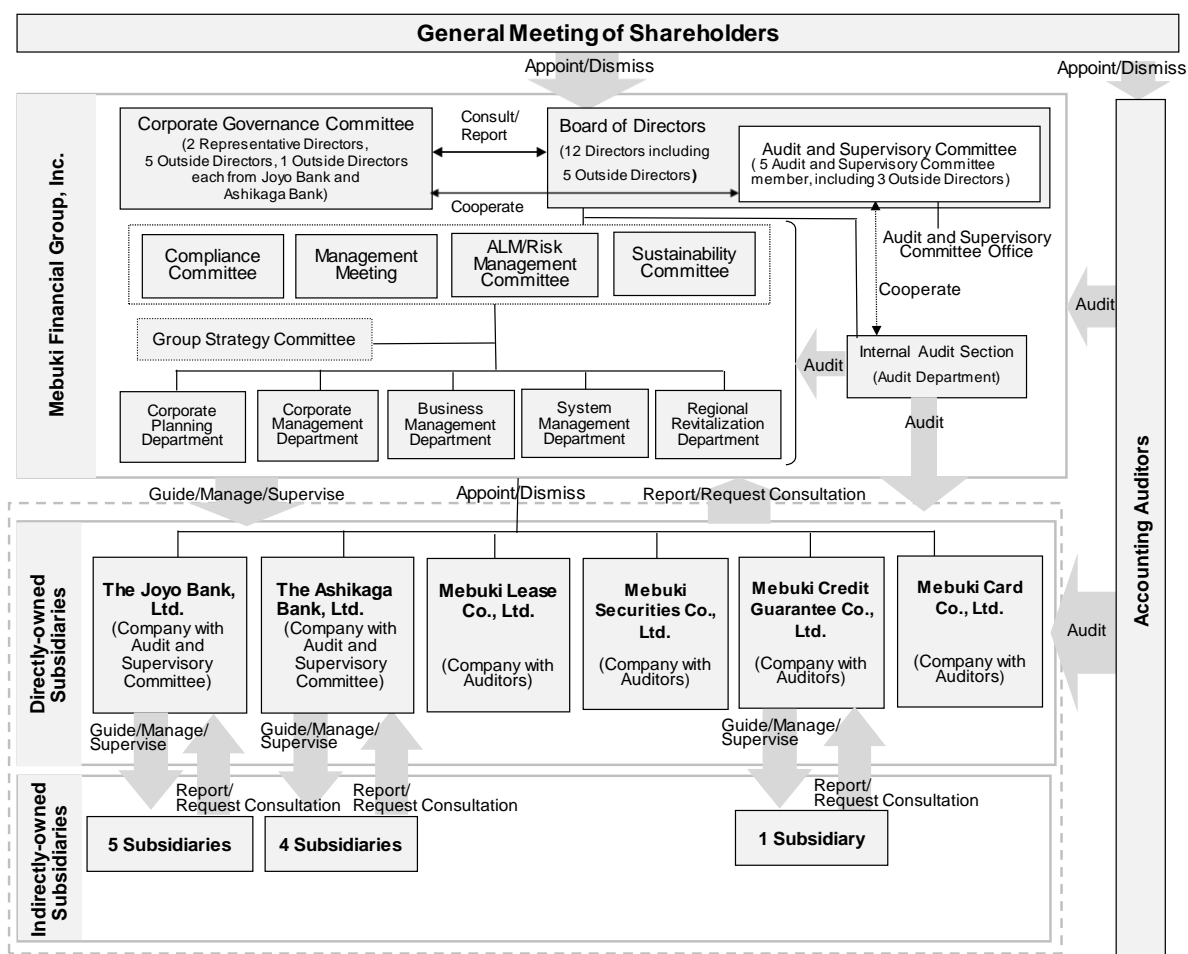 General Meeting of Shareholders
Appoint/Dismiss
Appoint/Dismiss
Mebuki Financial Group, Inc.
Corporate Governance Committee
(2 Representative Directors,
5 Outside Directors, 1 Outside Directors
each from Joyo Bank and
Ashikaga Bank)
Consult/
Report
Cooperate
Board of Directors
(12 Directors including
5 Outside Directors)
Audit and Supervisory Committee
( 5 Audit and Supervisory Committee
member, including 3 Outside Directors)
Audit and Supervisory
Committee Office
Cooperate
Compliance
Committee
Management
Meeting
ALM/Risk
Management
Committee
Sustainability
Committee
Group Strategy Committee
Audit
Internal Audit Section
(Audit Department)
Audit
Audit
Corporate
Planning
Department
Corporate
Management
Department
Business
Management
Department
System
Management
Department
Regional
Revitalization
Department
Accounting Auditors
Guide/Manage/Supervise
Appoint/Dismiss
Report/Request Consultation
Directly-owned
Subsidiaries
The Joyo Bank,
Ltd.
(Company with
Audit and
Supervisory
Committee)
The Ashikaga
Bank, Ltd.
(Company with
Audit and
Supervisory
Committee)
Mebuki Lease
Co., Ltd.
(Company with
Auditors)
Mebuki
Securities Co.,
Ltd.
(Company with
Auditors)
Mebuki Credit
Guarantee Co.,
Ltd.
(Company with
Auditors)
Mebuki Card
Co., Ltd.
(Company with
Auditors)
Audit
Guide/Manage/
Supervise
Guide/Manage/
Supervise
Guide/Manage/
Supervise
Indirectly-owned
Subsidiaries
Report/
Request Consultation
Report/
Request Consultation
Report/
Request Consultation
5 Subsidiaries
4 Subsidiaries
1 Subsidiary